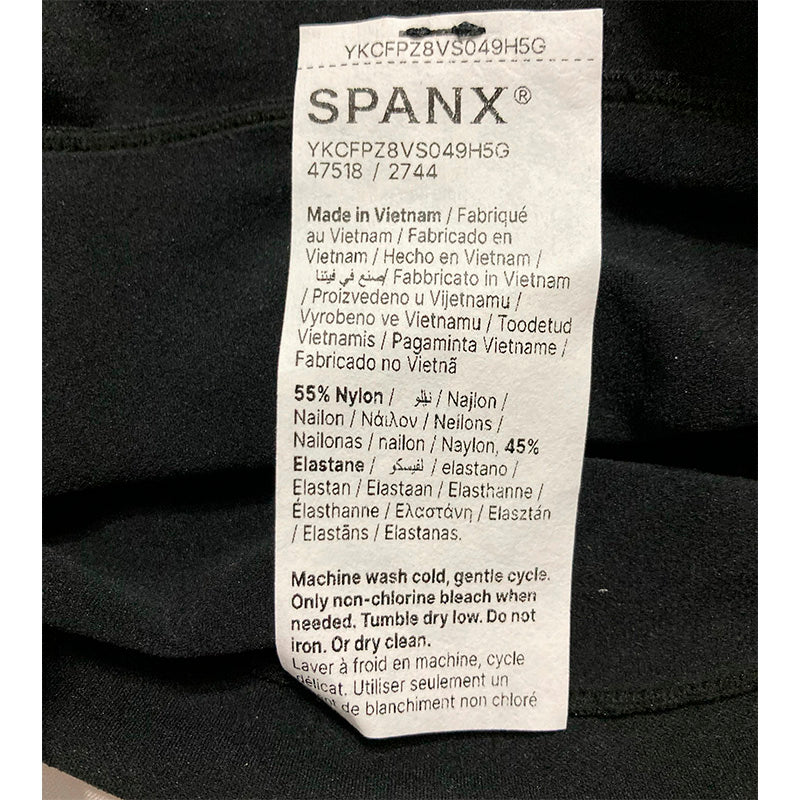 YKCFPZ8VS049H5G
SPANX®
YKCFPZ8VS049H5G
47518 / 2744
Made in Vietnam / Fabriqué
au Vietnam / Fabricado en
Vietnam / Hecho en Vietnam /
صنع في فيتنا/ Fabbricato in Vietnam
/ Proizvedeno u Vijetnamu /
Vyrobeno ve Vietnamu / Toodetud
Vietnamis / Pagaminta Vietname /
Fabricado no Vietnã
55% Nylon / / Najlon /
Nailon / Νάιλον / Neilons /
Nailonas / nailon / Naylon, 45%
Elastane / / elastano /
Elastan / Elastaan / Elasthanne /
Élasthanne / Ελαστάνη / Elasztán
/ Elastāns / Elastanas.
Machine wash cold, gentle cycle.
Only non-chlorine bleach when
needed. Tumble dry low. Do not
iron. Or dry clean.
Laver à froid en machine, cycle
délicat. Utiliser seulement un
de blanchiment non chloré